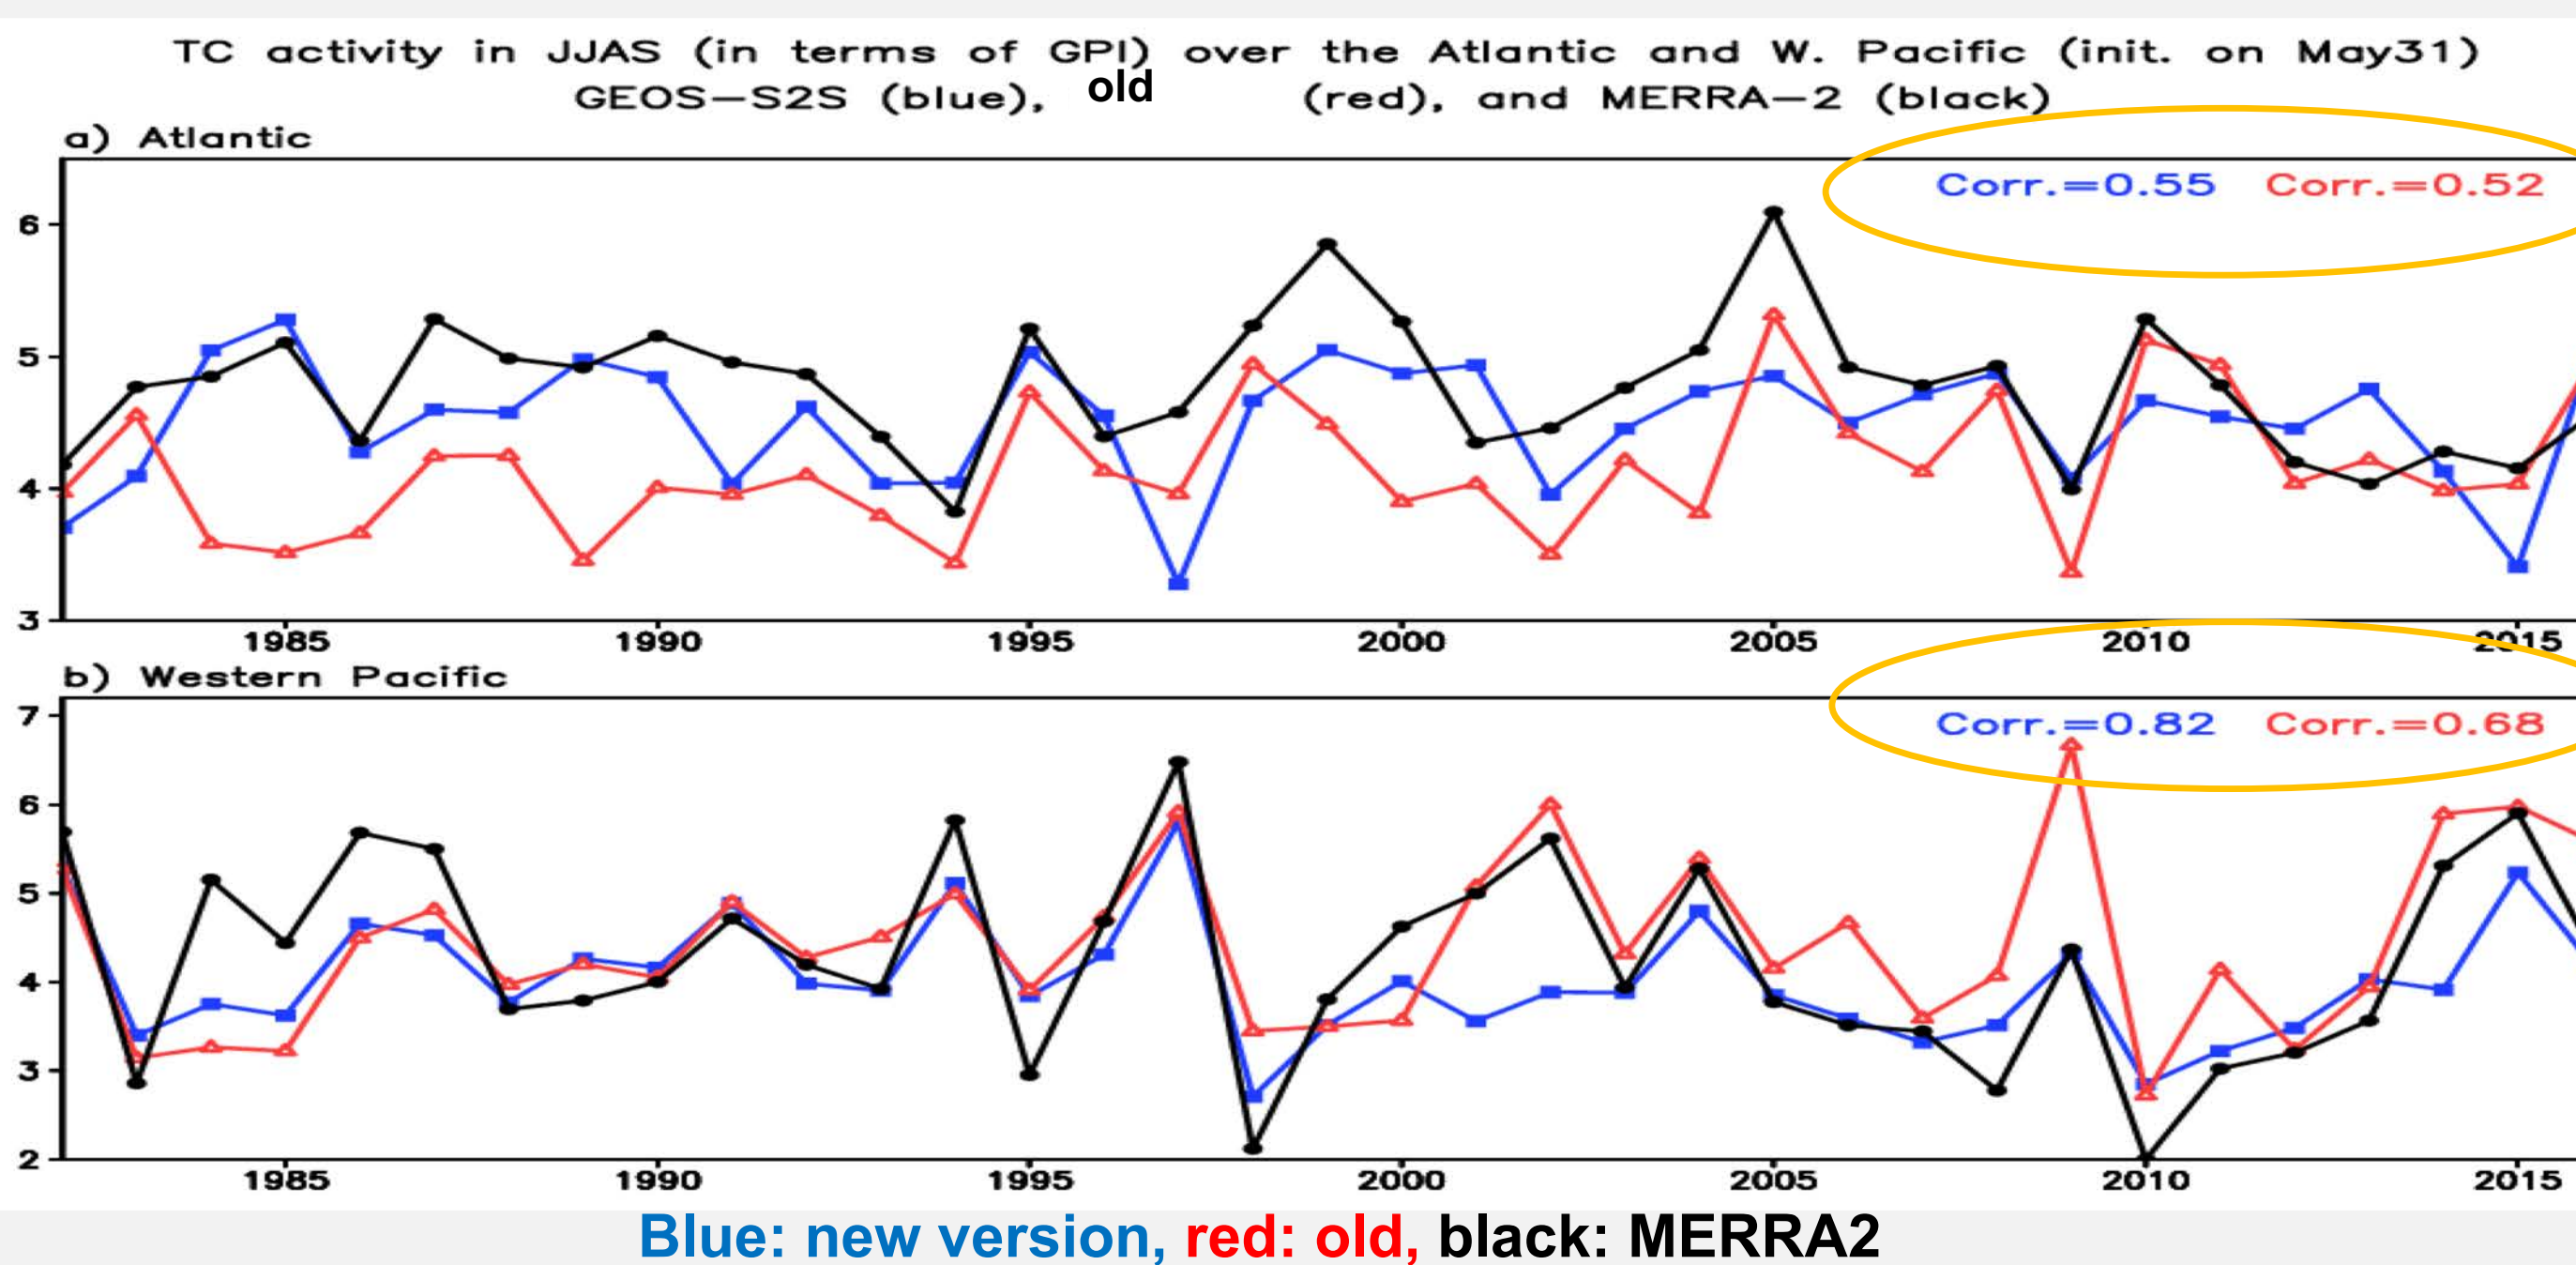 TC activity in JJAS (in terms of GPI) over the Atlantic and W. Pacific (init. on May31)
GEOS-S2S (blue), old (red), and MERRA-2 (black)
a) Atlantic
Corr.=0.55 Corr.=0.52
6
5
4
3
1985 1990 1995 2000 2005 2010 2015
b) Western Pacific
7
Corr.=0.82 Corr.=0.68
6
5
4
3
2
1985 1990 1995 2000 2005 2010 2015
Blue: new version, red: old, black: MERRA2